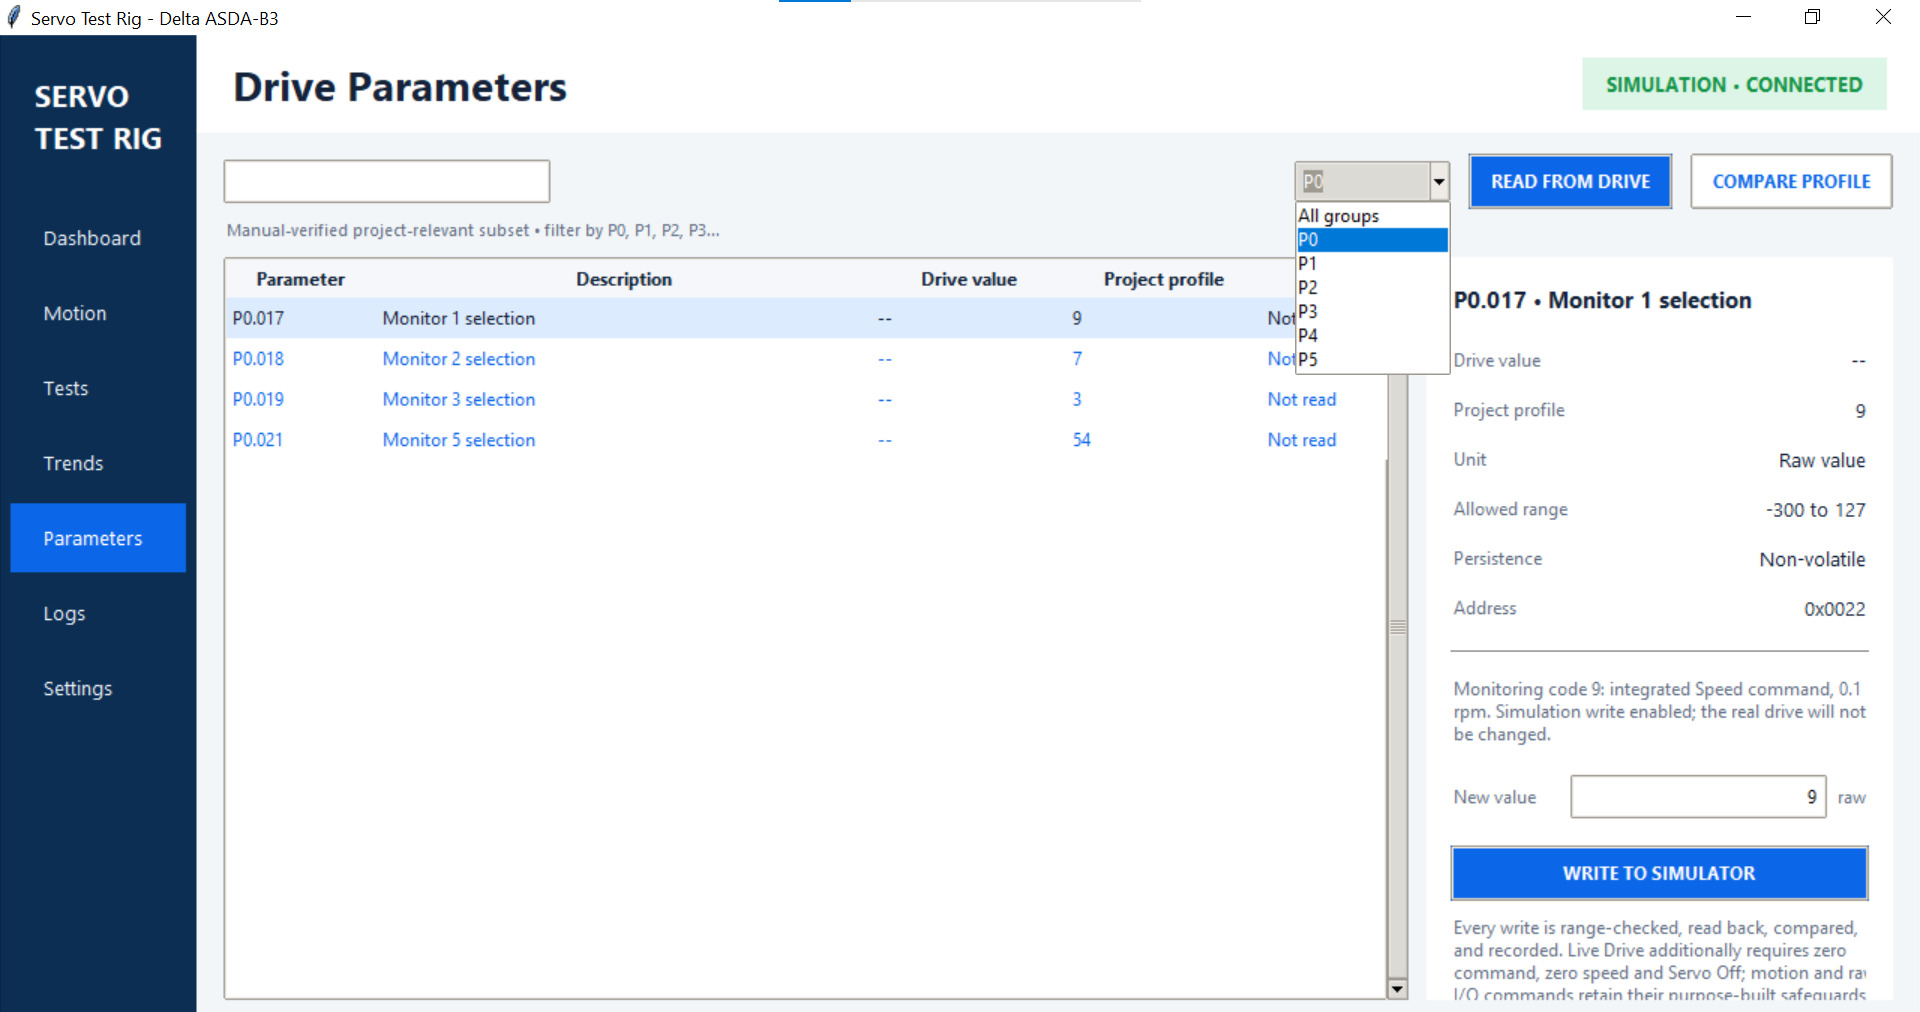 Servo Test Rig - Delta ASDA-B3
SERVO
TEST RIG
Dashboard
Motion
Tests
Trends
Parameters
Logs
Settings
Drive Parameters
SIMULATION • CONNECTED
P0
READ FROM DRIVE
COMPARE PROFILE
All groups
P0
P1
P2
P3
P4
P5
Manual-verified project-relevant subset • filter by P0, P1, P2, P3...
Parameter Description Drive value Project profile
P0.017 Monitor 1 selection -- 9 Not
P0.018 Monitor 2 selection -- 7 Not
P0.019 Monitor 3 selection -- 3 Not read
P0.021 Monitor 5 selection -- 54 Not read
P0.017 • Monitor 1 selection
Drive value --
Project profile 9
Unit Raw value
Allowed range -300 to 127
Persistence Non-volatile
Address 0x0022
Monitoring code 9: integrated Speed command, 0.1
rpm. Simulation write enabled; the real drive will not
be changed.
New value 9 raw
WRITE TO SIMULATOR
Every write is range-checked, read back, compared,
and recorded. Live Drive additionally requires zero
command, zero speed and Servo Off; motion and
I/O commands retain their purpose-built safeguards